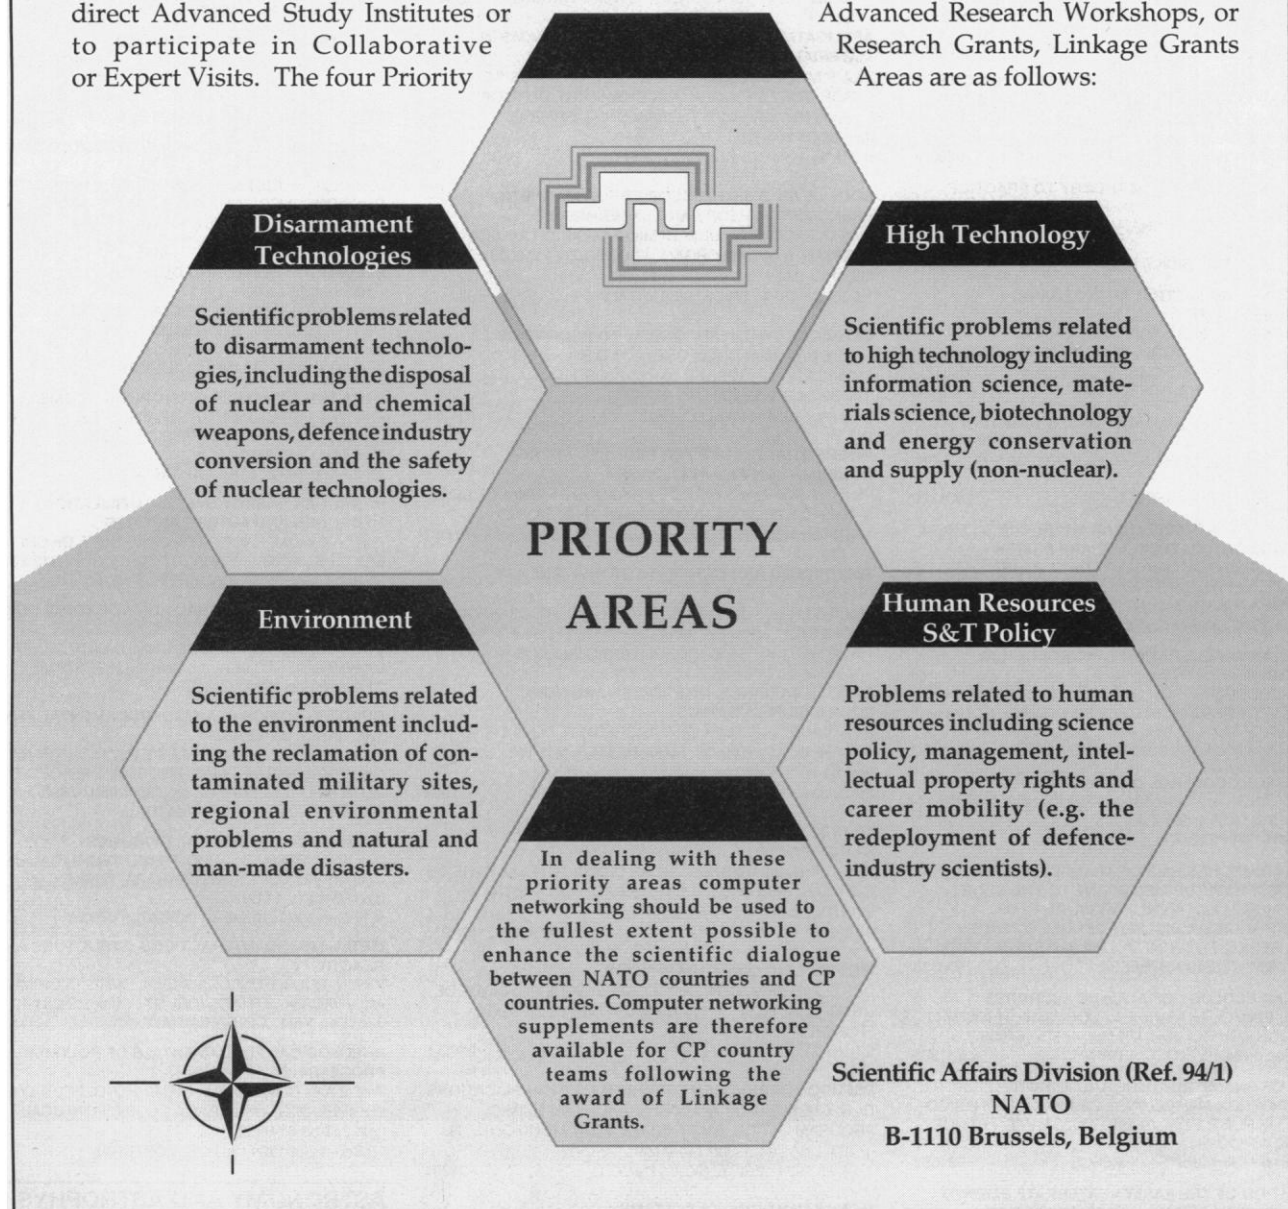 direct Advanced Study Institutes or
to participate in Collaborative
or Expert Visits. The four Priority
Advanced Research Workshops, or
Research Grants, Linkage Grants
Areas are as follows:
Disarmament
Technologies
Scientific problems related
to disarmament technolo-
gies, including the disposal
of nuclear and chemical
weapons, defence industry
conversion and the safety
of nuclear technologies.
High Technology
Scientific problems related
to high technology including
information science, mate-
rials science, biotechnology
and energy conservation
and supply (non-nuclear).
PRIORITY
AREAS
Environment
Scientific problems related
to the environment includ-
ing the reclamation of con-
taminated military sites,
regional environmental
problems and natural and
man-made disasters.
Human Resources
S&T Policy
Problems related to human
resources including science
policy, management, intel-
lectual property rights and
career mobility (e.g. the
redeployment of defence-
industry scientists).
In dealing with these
priority areas computer
networking should be used to
the fullest extent possible to
enhance the scientific dialogue
between NATO countries and CP
countries. Computer networking
supplements are therefore
available for CP country
teams following the
award of Linkage
Grants.
Scientific Affairs Division (Ref. 94/1)
NATO
B-1110 Brussels, Belgium